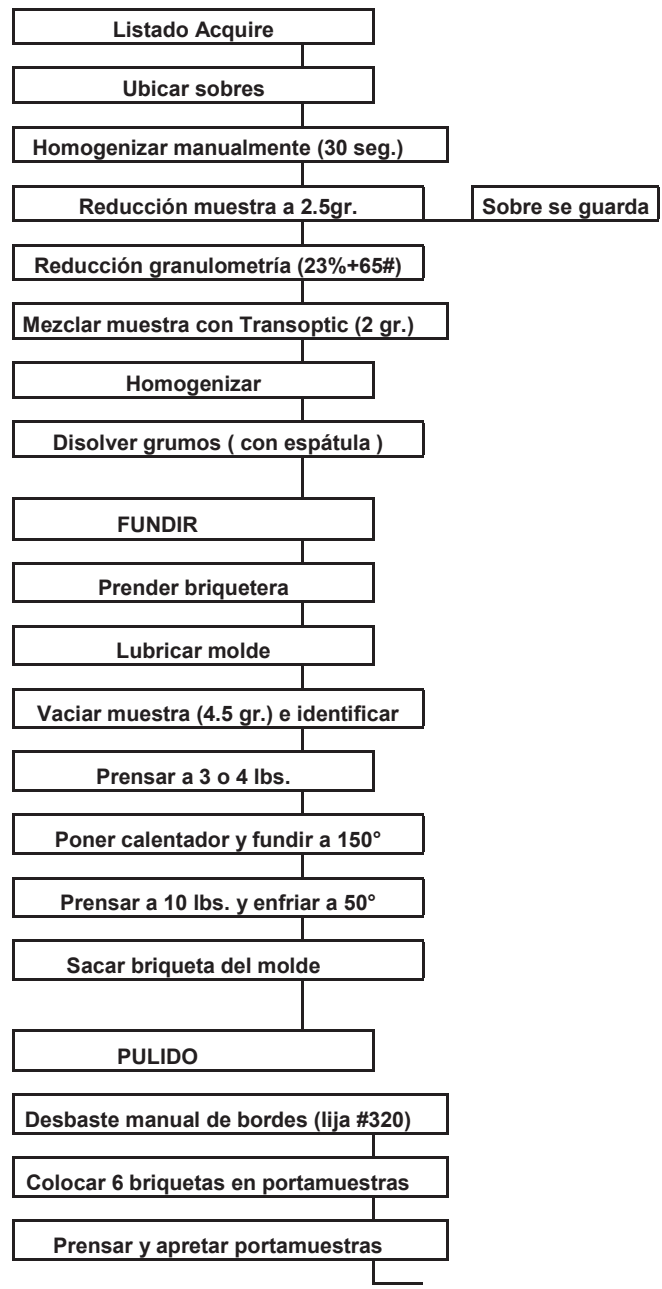 Listado Acquire
Ubicar sobres
Homogenizar manualmente (30 seg.)
Reducción muestra a 2.5gr.
Sobre se guarda
Reducción granulometría (23%+65#)
Mezclar muestra con Transoptic (2 gr.)
Homogenizar
Disolver grumos ( con espátula )
FUNDIR
Prender briquetera
Lubricar molde
Vaciar muestra (4.5 gr.) e identificar
Prensar a 3 o 4 lbs.
Poner calentador y fundir a 150°
Prensar a 10 lbs. y enfriar a 50°
Sacar briqueta del molde
PULIDO
Desbaste manual de bordes (lija #320)
Colocar 6 briquetas en portamuestras
Prensar y apretar portamuestras